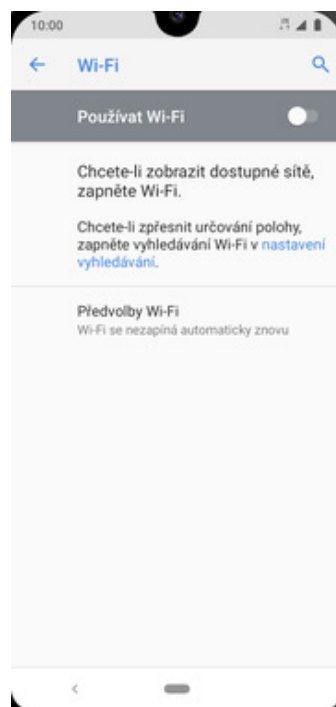 10:00
Wi-Fi
Používat Wi-Fi
Chcete-li zobrazit dostupné sítě,
zapněte Wi-Fi.
Chcete-li zpřesnit určování polohy,
zapněte vyhledávání Wi-Fi v nastavení
vyhledávání.
Předvolby Wi-Fi
Wi-Fi se nezapíná automaticky znovu